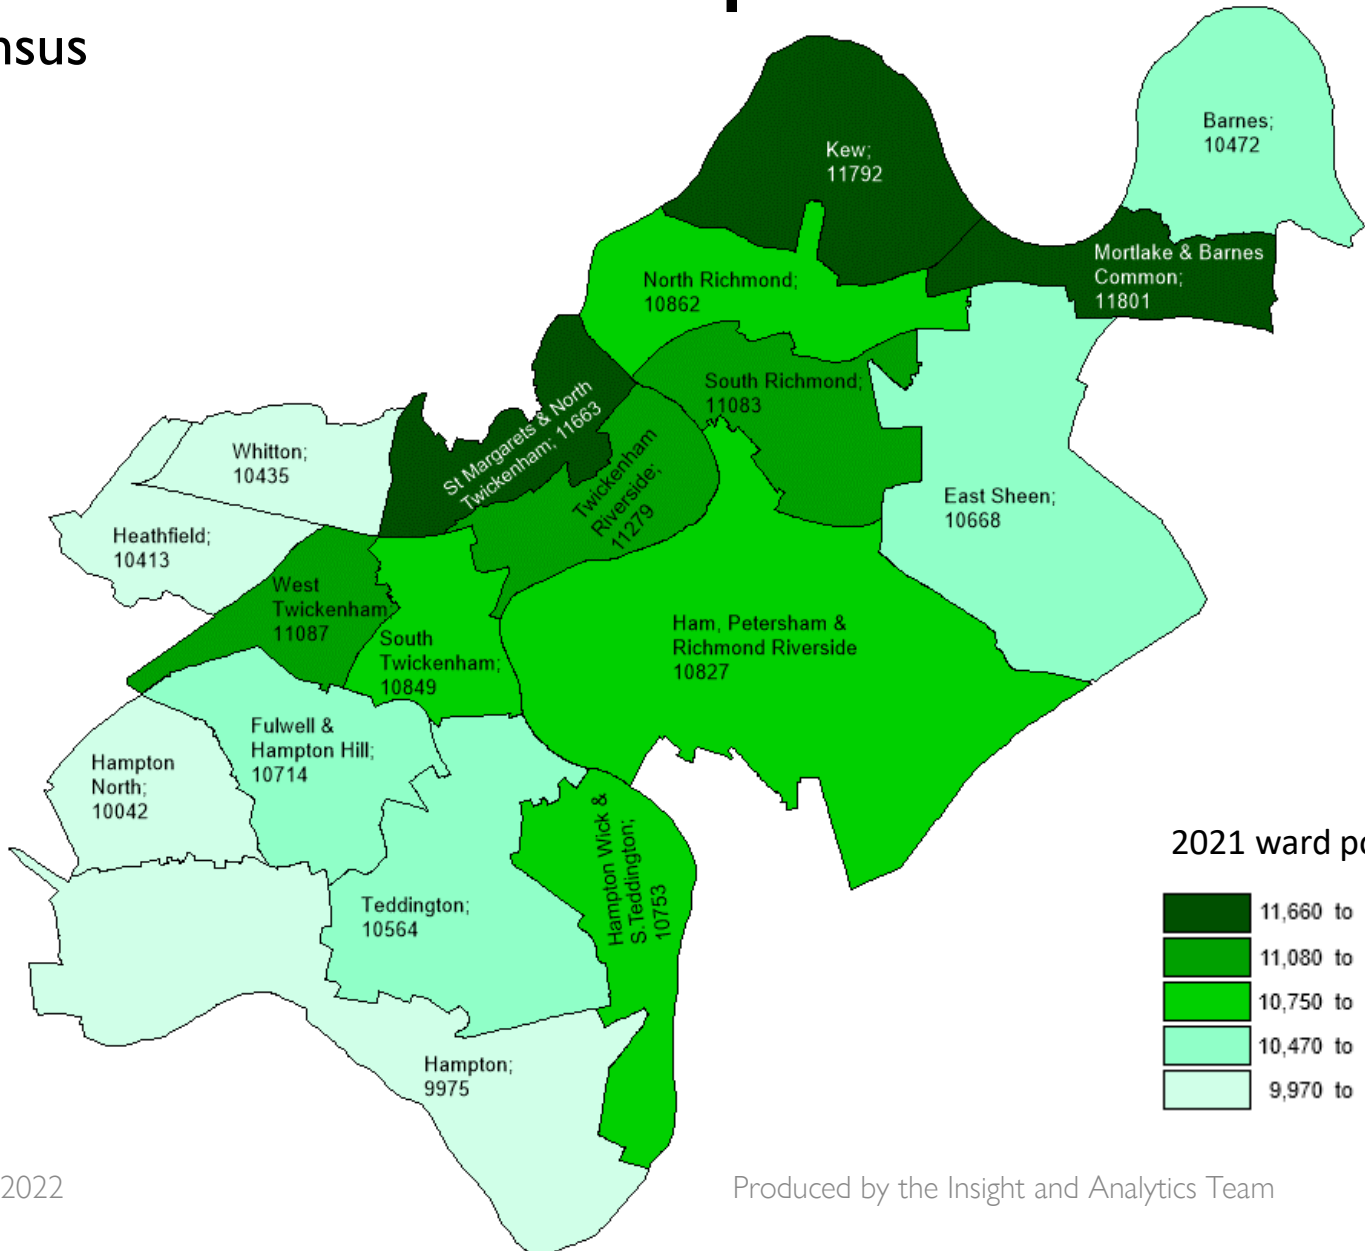 nsus
Barnes;
10472
Kew;
11792
Mortlake & Barnes
Common;
11801
North Richmond;
10862
South Richmond;
11083
St Margarets & North
Twickenham; 11663
Twickenham
Riverside;
11279
Whitton;
10435
East Sheen;
10668
Heathfield;
10413
West
Twickenham
11087
South
Twickenham;
10849
Ham, Petersham &
Richmond Riverside
10827
Fulwell &
Hampton Hill;
10714
Hampton
North;
10042
Hampton Wick &
S.Teddington;
10753
Teddington;
10564
Hampton;
9975
2021 ward po
11,660 to
11,080 to
10,750 to
10,470 to
9,970 to
2022
Produced by the Insight and Analytics Team